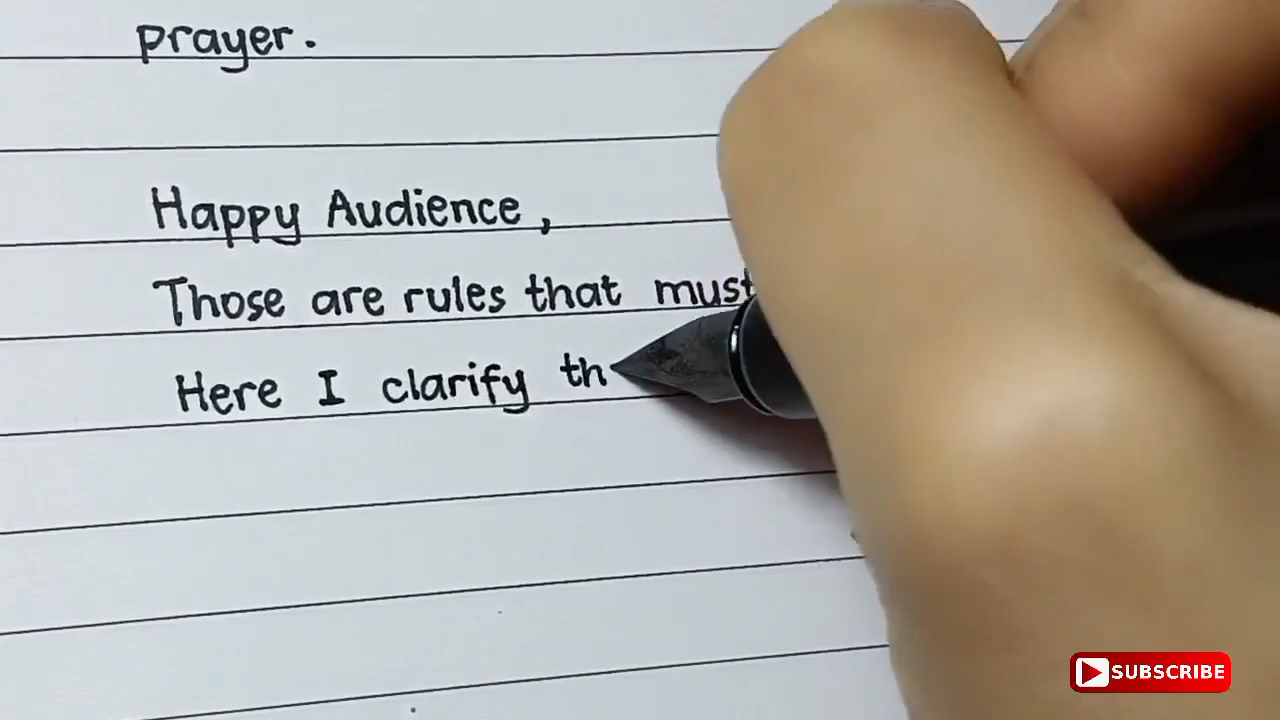 prayer.
Happy Audience,
Those are rules that must
Here I clarify th
SUBSCRIBE